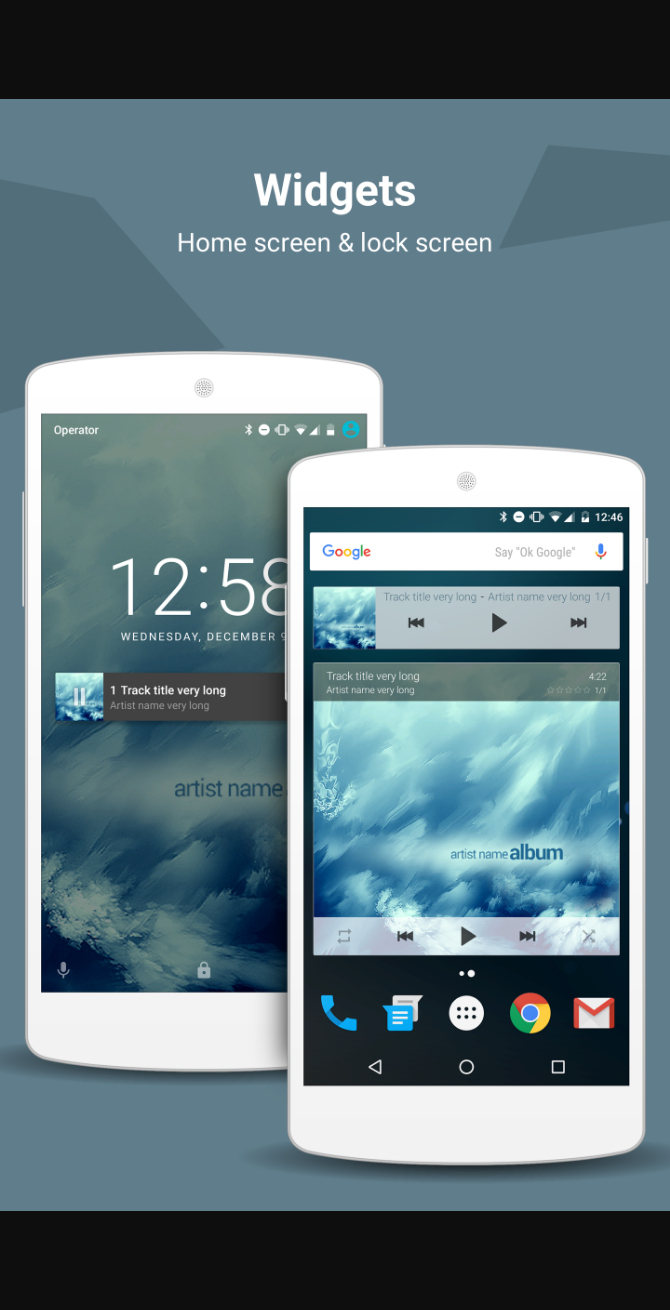 Widgets
Home screen & lock screen
Operator
12:58
WEDNESDAY, DECEMBER
1 Track title very long
Artist name very long
artist name
12:46
Google
Say "Ok Google"
Track title very long • Artist name very long 1/1
Track title very long
4:22
Artist name very long
1/1
artist name album